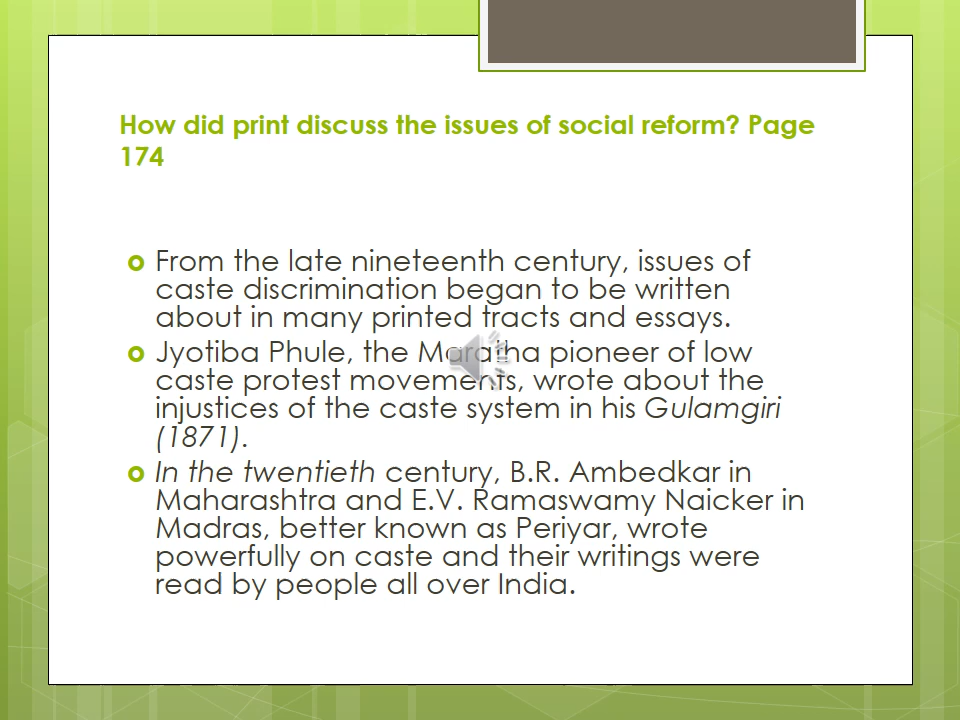 How did print discuss the issues of social reform? Page
174
From the late nineteenth century, issues of
caste discrimination began to be written
about in many printed tracts and essays.
Jyotiba Phule, the Maratha pioneer of low
caste protest movements, wrote about the
injustices of the caste system in his Gulamgiri
(1871).
In the twentieth century, B.R. Ambedkar in
Maharashtra and E.V. Ramaswamy Naicker in
Madras, better known as Periyar, wrote
powerfully on caste and their writings were
read by people all over India.